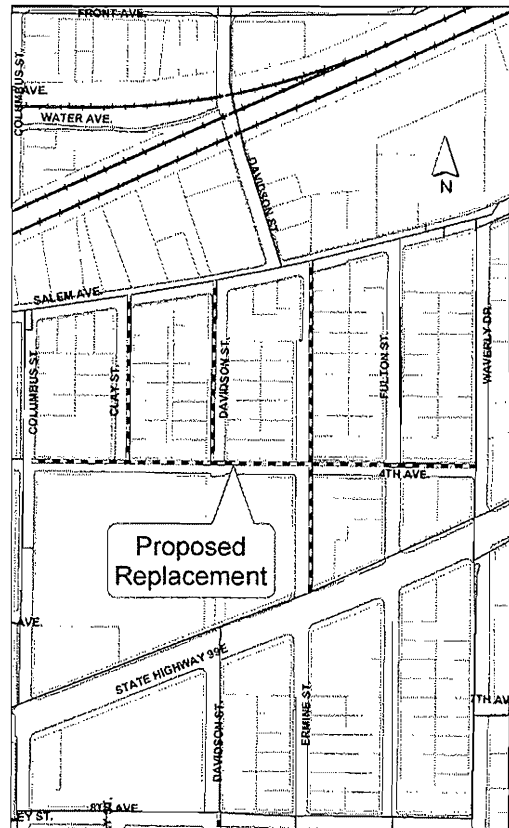 FRONT AVE.
COLUMBUS ST.
AVE.
WATER AVE.
DAVIDSON ST.
N
SALEM AVE.
WAVERLY DR.
COLUMBUS ST.
CLAY ST.
DAVIDSON ST.
FULTON ST.
4TH AVE.
Proposed
Replacement
AVE.
STATE HIGHWAY 99E
DAVIDSON ST.
ERMINE ST.
7TH AV
8TH AVE.
EY ST.